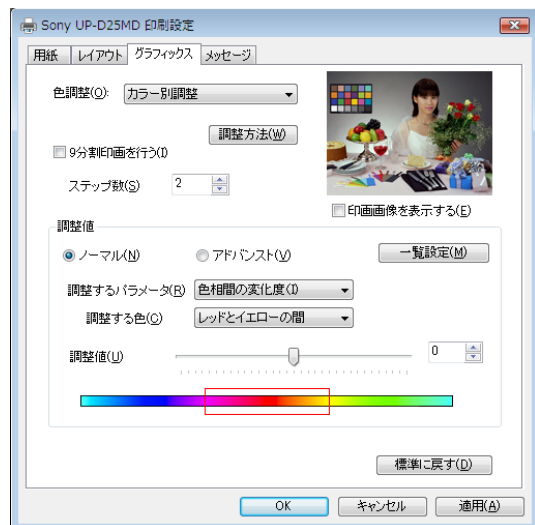 Sony UP-D25MD 印刷設定
用紙
レイアウト
グラフィックス
メッセージ
色調整(O):
カラー別調整
調整方法(W)
9分割印画を行う(I)
ステップ数(S)
2
印画画像を表示する(E)
調整値
ノーマル(N)
アドバンスト(V)
一覧設定(M)
調整するパラメータ(R)
色相間の変化度(I)
調整する色(C)
レッドとイエローの間
調整値(U)
0
標準に戻す(D)
OK
キャンセル
適用(A)